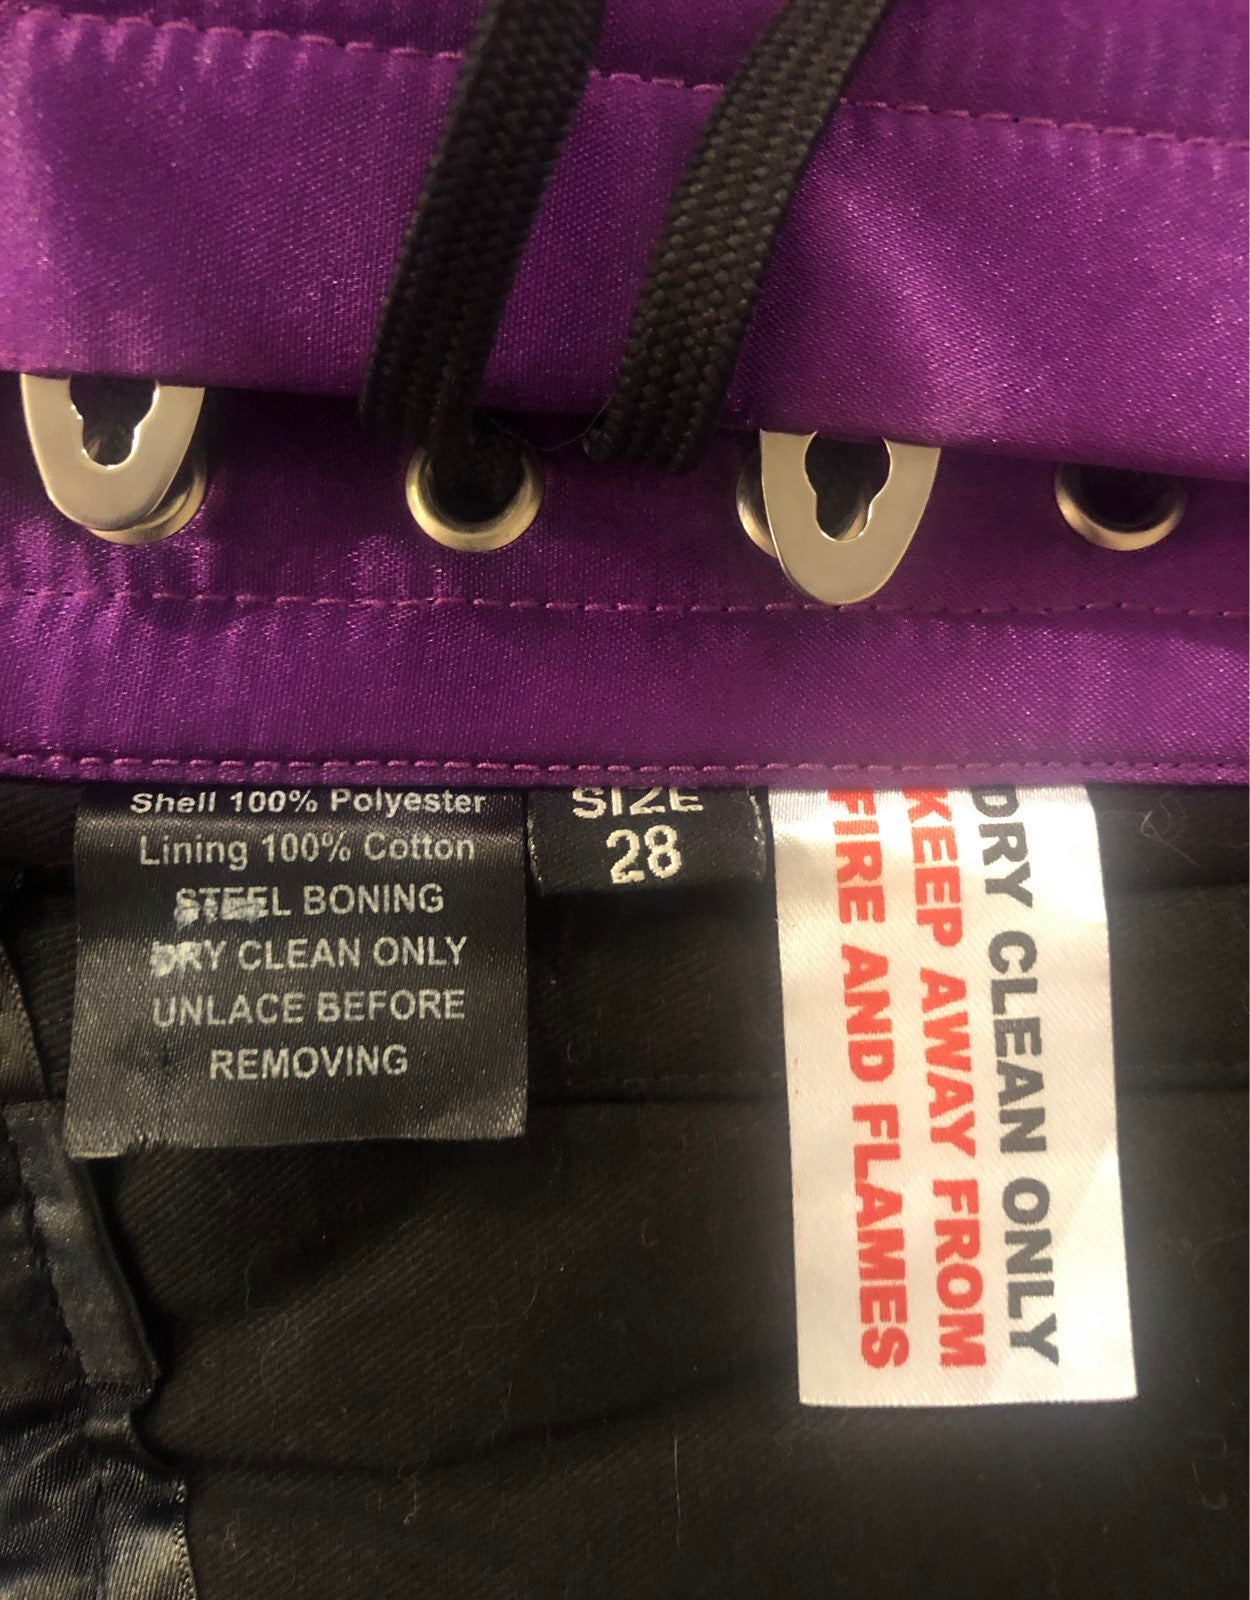 Shell 100% Polyester
Lining 100% Cotton
STEEL BONING
DRY CLEAN ONLY
UNLACE BEFORE
REMOVING
SIZE
28
DRY CLEAN ONLY
KEEP AWAY FROM
FIRE AND FLAMES